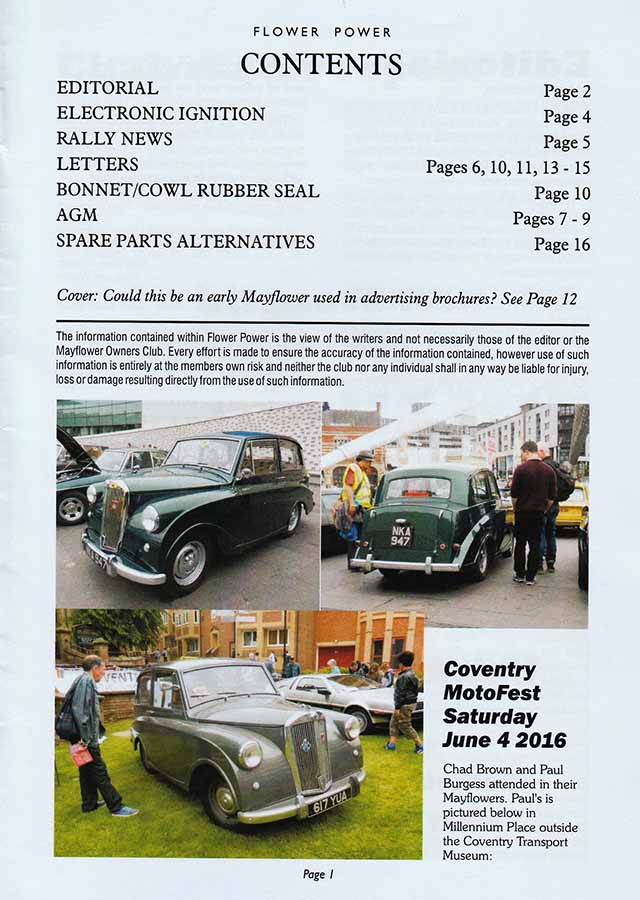 FLOWER POWER
CONTENTS
EDITORIAL Page 2
ELECTRONIC IGNITION Page 4
RALLY NEWS Page 5
LETTERS Pages 6, 10, 11, 13 - 15
BONNET/COWL RUBBER SEAL Page 10
AGM Pages 7 - 9
SPARE PARTS ALTERNATIVES Page 16
Cover: Could this be an early Mayflower used in advertising brochures? See Page 12
The information contained within Flower Power is the view of the writers and not necessarily those of the editor or the
Mayflower Owners Club. Every effort is made to ensure the accuracy of the information contained, however use of such
information is entirely at the members own risk and neither the club nor any individual shall in any way be liable for injury,
loss or damage resulting directly from the use of such information.
NKA
947
617 YUA
Coventry
MotoFest
Saturday
June 4 2016
Chad Brown and Paul
Burgess attended in their
Mayflowers. Paul's is
pictured below in
Millennium Place outside
the Coventry Transport
Museum:
Page 1